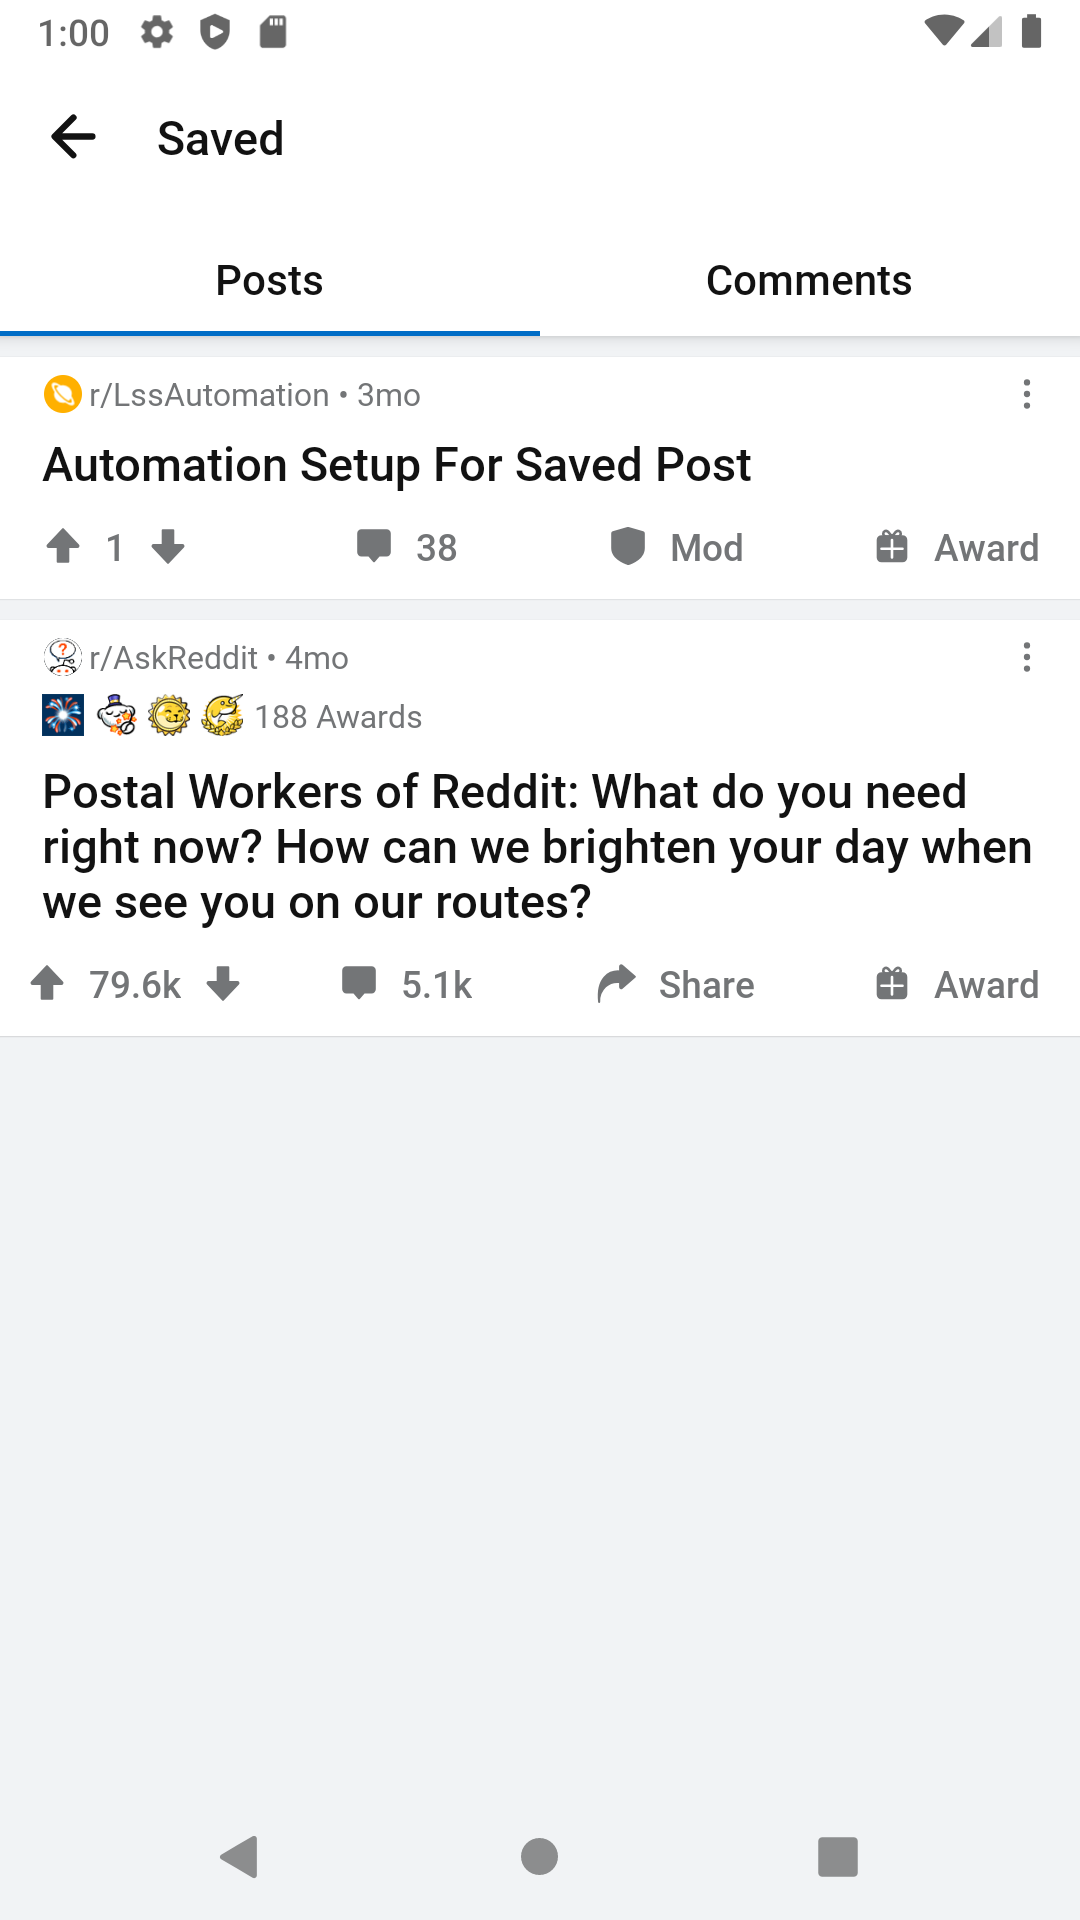 1:00
Saved
Posts Comments
r/LssAutomation • 3mo
Automation Setup For Saved Post
1 38 Mod Award
r/AskReddit • 4mo
188 Awards
Postal Workers of Reddit: What do you need
right now? How can we brighten your day when
we see you on our routes?
79.6k 5.1k Share Award